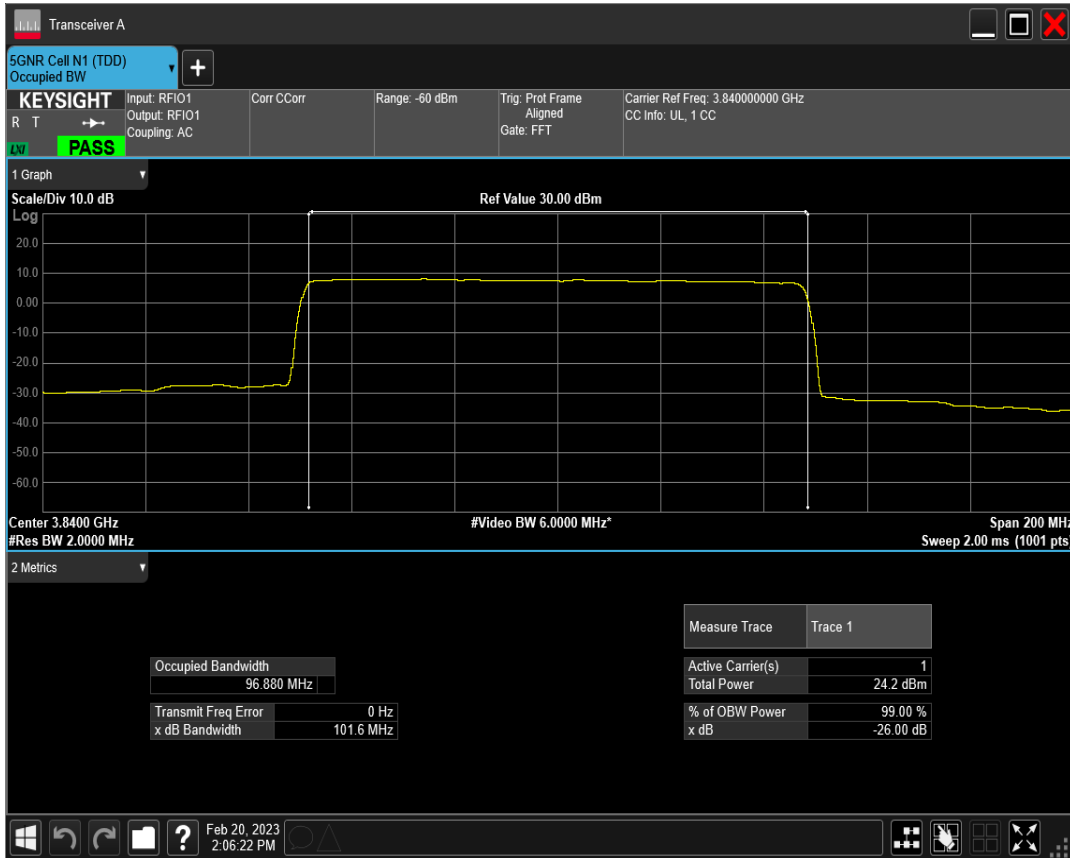 Transceiver A
5GNR Cell N1 (TDD)
Occupied BW
+
KEYSIGHT
R T
LXI
PASS
Input: RFIO1
Output: RFIO1
Coupling: AC
Corr CCorr
Range: -60 dBm
Trig: Prot Frame
Aligned
Gate: FFT
Carrier Ref Freq: 3.840000000 GHz
CC Info: UL, 1 CC
1 Graph
Scale/Div 10.0 dB
Ref Value 30.00 dBm
Log
20.0
10.0
0.00
-10.0
-20.0
-30.0
-40.0
-50.0
-60.0
Center 3.8400 GHz
#Video BW 6.0000 MHz*
Span 200 MHz
#Res BW 2.0000 MHz
Sweep 2.00 ms (1001 pts)
2 Metrics
Measure Trace Trace 1
Occupied Bandwidth
96.880 MHz
Transmit Freq Error 0 Hz
x dB Bandwidth 101.6 MHz
Active Carrier(s) 1
Total Power 24.2 dBm
% of OBW Power 99.00 %
x dB -26.00 dB
?
Feb 20, 2023
2:06:22 PM